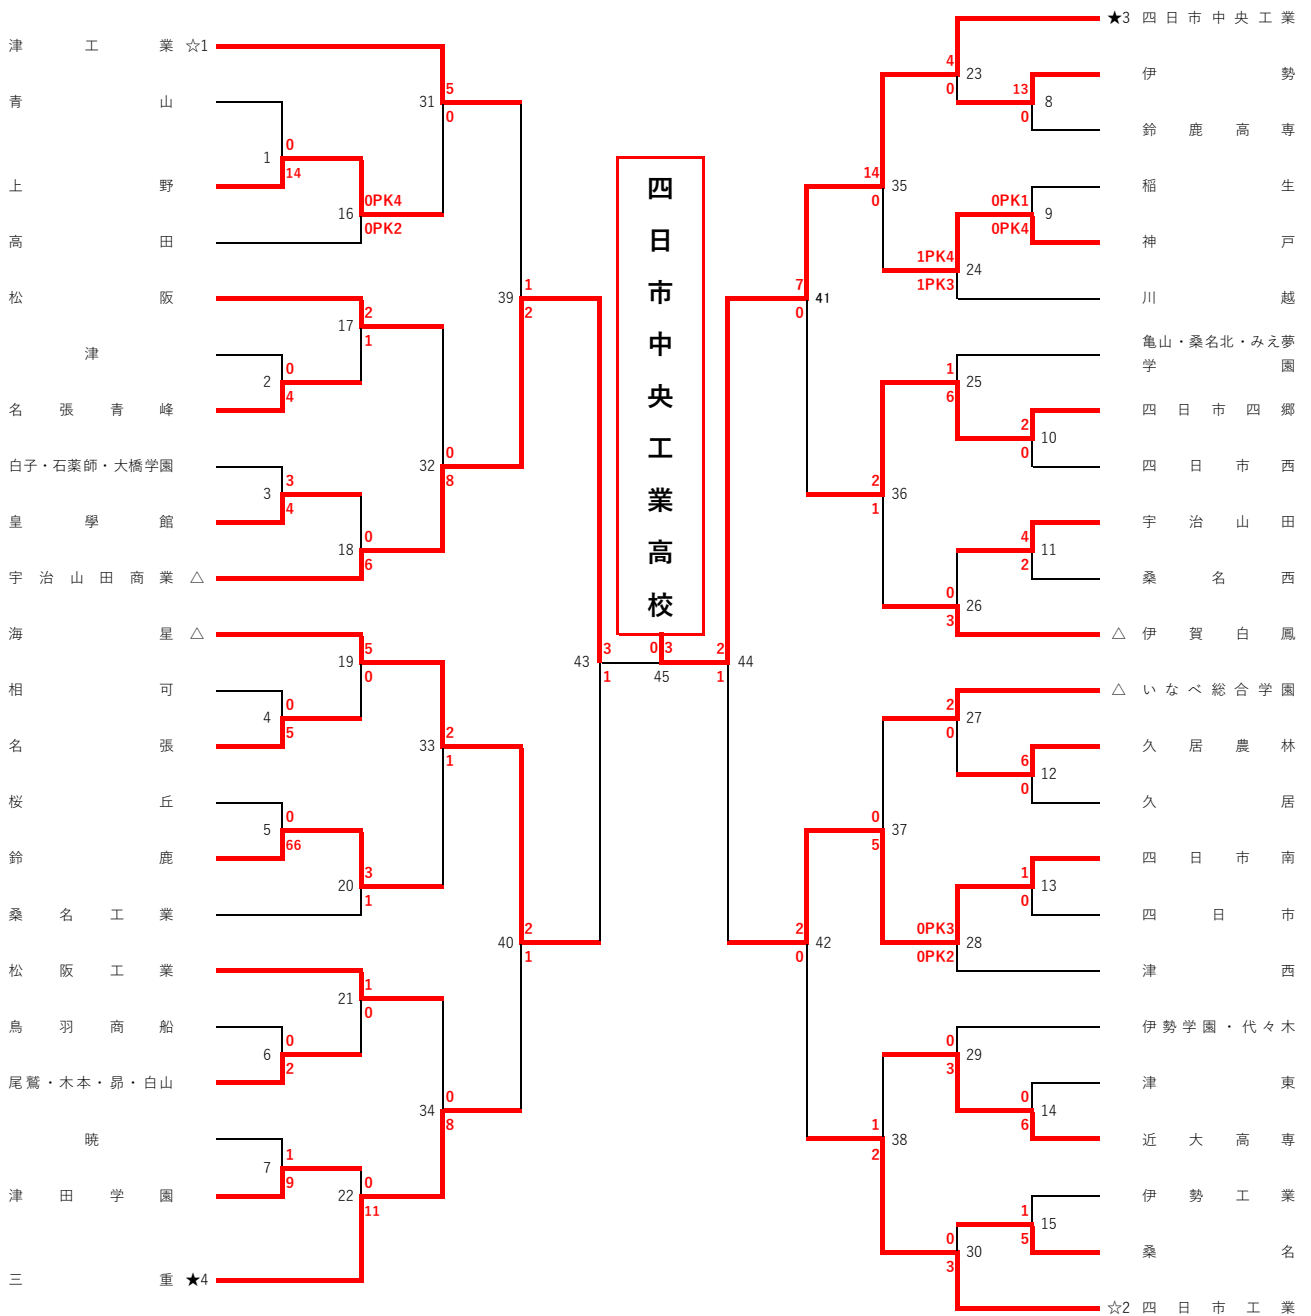 津工業 ☆1
青山
上野
高田
松阪
津
名張青峰
白子・石薬師・大橋学園
皇學館
宇治山田商業 △
海星 △
相可
名張
桜丘
鈴鹿
桑名工業
松阪工業
鳥羽商船
尾鷲・木本・昴・白山
暁
津田学園
三重 ★4
1
0
14
2
0
4
3
3
4
4
0
5
5
0
66
6
0
2
7
1
9
16
0PK4
0PK2
17
2
1
18
0
6
19
5
0
20
3
1
21
1
0
22
0
11
31
5
0
32
0
8
33
2
1
34
0
8
39
1
2
40
2
1
43
3
1
四日市中央工業高校
0 3
45
2
1
44
7
0
41
2
0
42
14
0
35
2
1
36
0
5
37
1
2
38
4
0
23
1PK4
1PK3
24
1
6
25
0
3
26
2
0
27
0PK3
0PK2
28
0
3
29
0
3
30
13
0
8
0PK1
0PK4
9
2
0
10
4
2
11
6
0
12
1
0
13
0
6
14
1
5
15
★3 四日市中央工業
伊勢
鈴鹿高専
稲生
神戸
川越
亀山・桑名北・みえ夢
学園
四日市四郷
四日市西
宇治山田
桑名西
△ 伊賀白鳳
△ いなべ総合学園
久居農林
久居
四日市南
四日市
津西
伊勢学園・代々木
津東
近大高専
伊勢工業
桑名
☆2 四日市工業